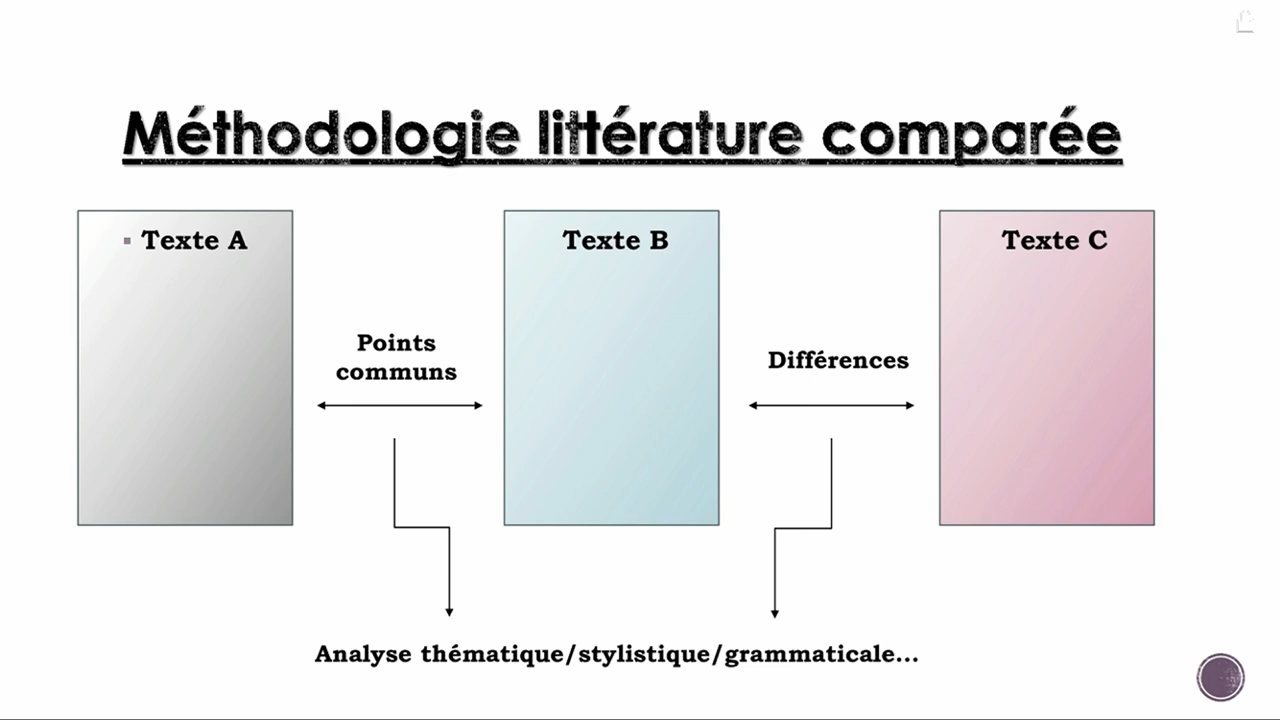 Méthodologie littérature comparée
Texte A
Texte B
Texte C
Points
communs
Différences
Analyse thématique/stylistique/grammaticale...